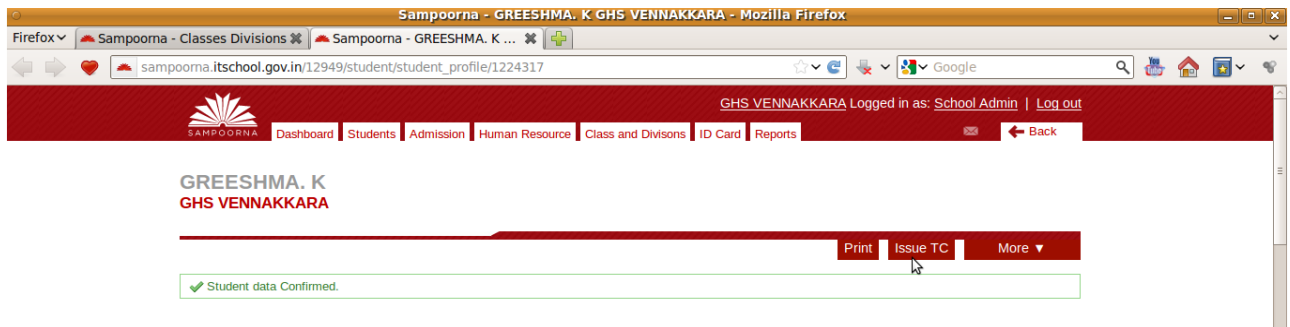 Sampoorna - GREESHMA. K GHS VENNAKKARA - Mozilla Firefox
Firefox Sampoorna - Classes Divisions Sampoorna - GREESHMA. K ...
sampoorna.itschool.gov.in/12949/student/student_profile/1224317 Google
GHS VENNAKKARA Logged in as: School Admin | Log out
SAMPOORNA Dashboard Students Admission Human Resource Class and Divisons ID Card Reports Back
GREESHMA. K
GHS VENNAKKARA
Print Issue TC More ▼
Student data Confirmed.